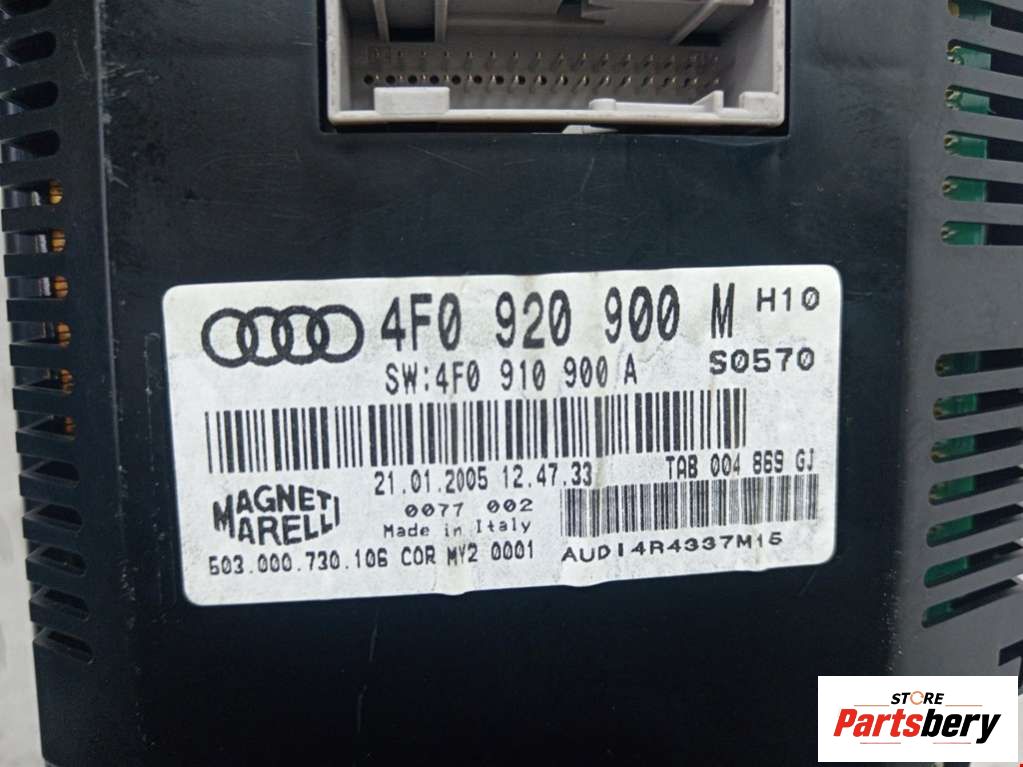 4F0 920 900 M H10
SW:4F0 910 900 A S0570
21.01.2005 12.47.33 TAB 004 869 GJ
MAGNETI
MARELLI
0077 002
Made in Italy
503.000.730.106 COR MY2 0001
AUDI4R4337M15
STORE
Partsbery